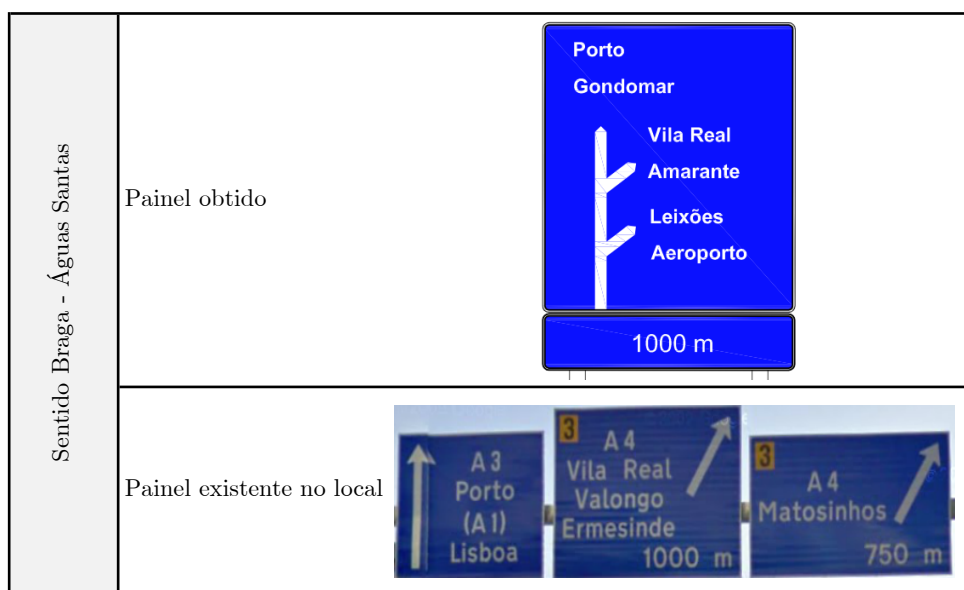 Sentido Braga - Águas Santas
Painel obtido
Porto
Gondomar
Vila Real
Amarante
Leixões
Aeroporto
1000 m
Painel existente no local
A 3
Porto
(A 1)
Lisboa
3
A 4
Vila Real
Valongo
Ermesinde
1000 m
3
A 4
Matosinhos
750 m